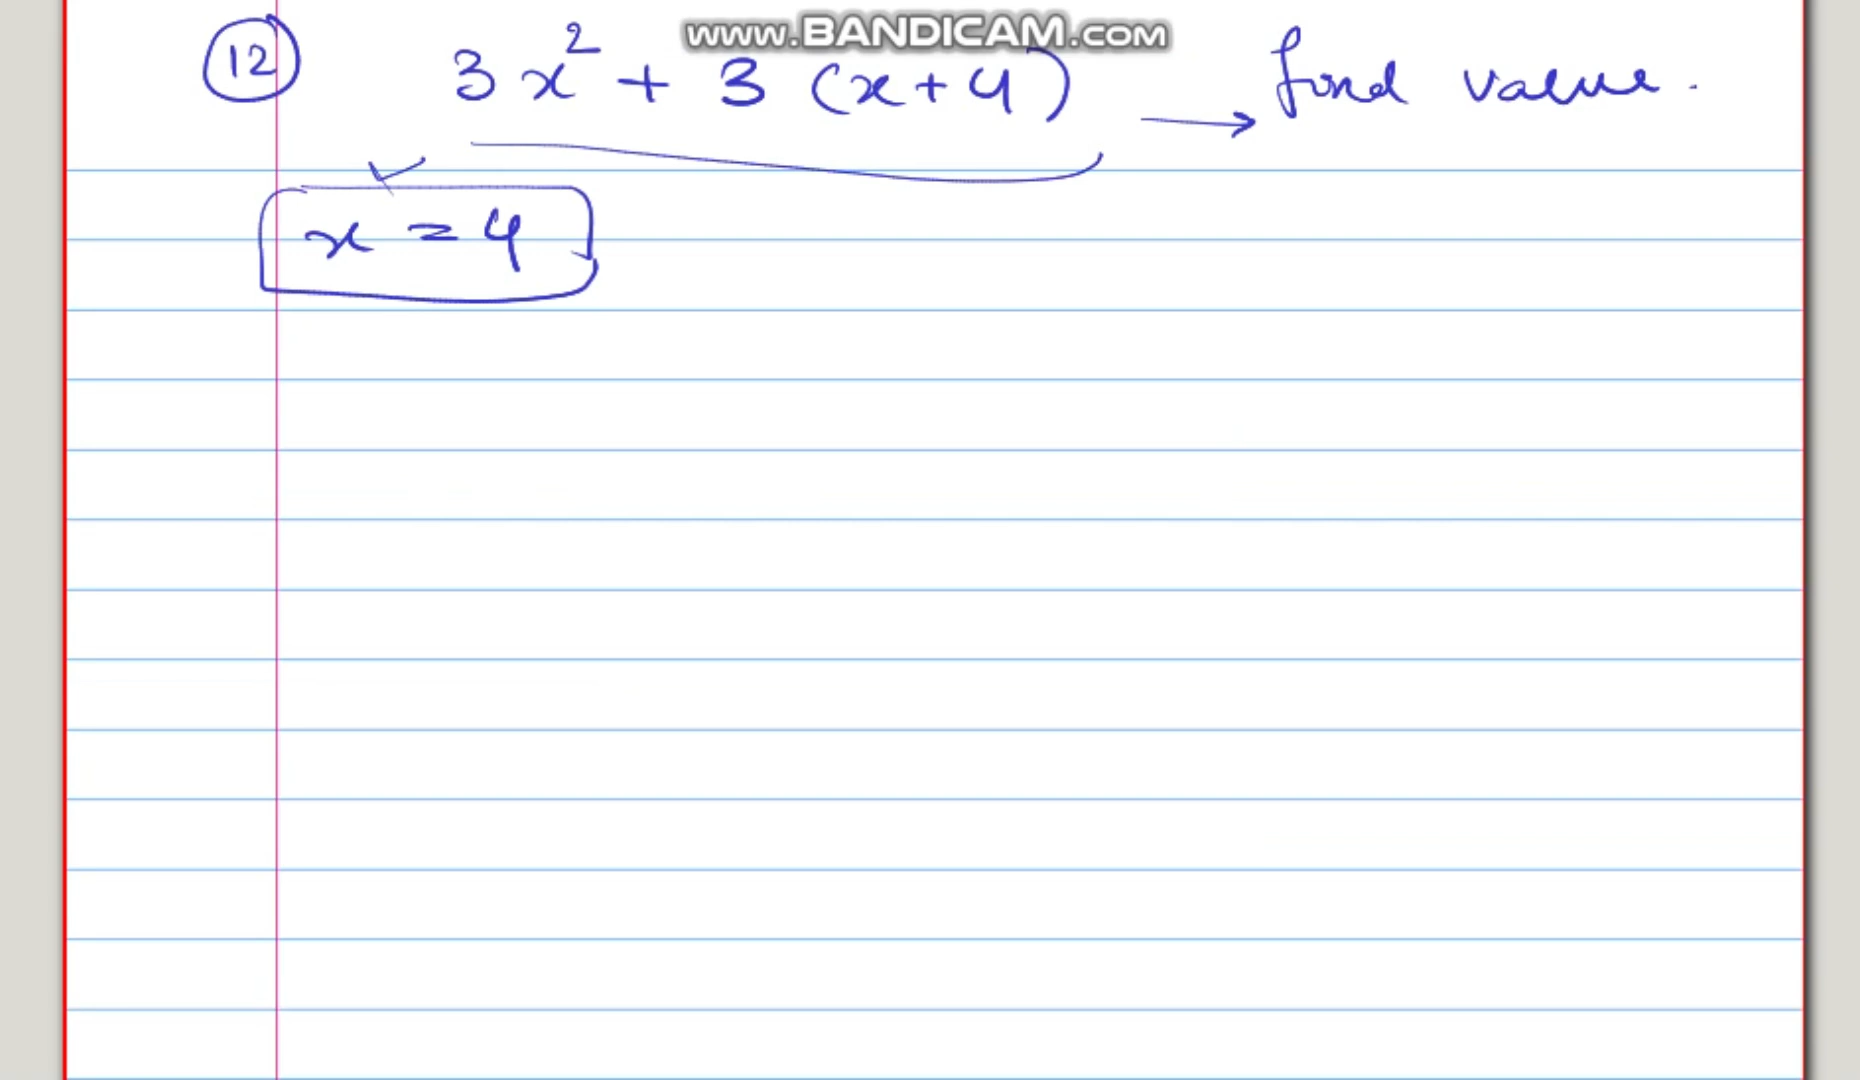 www.BANDICAM.com
12 3x² + 3 (x+4) → find value.
x = 4